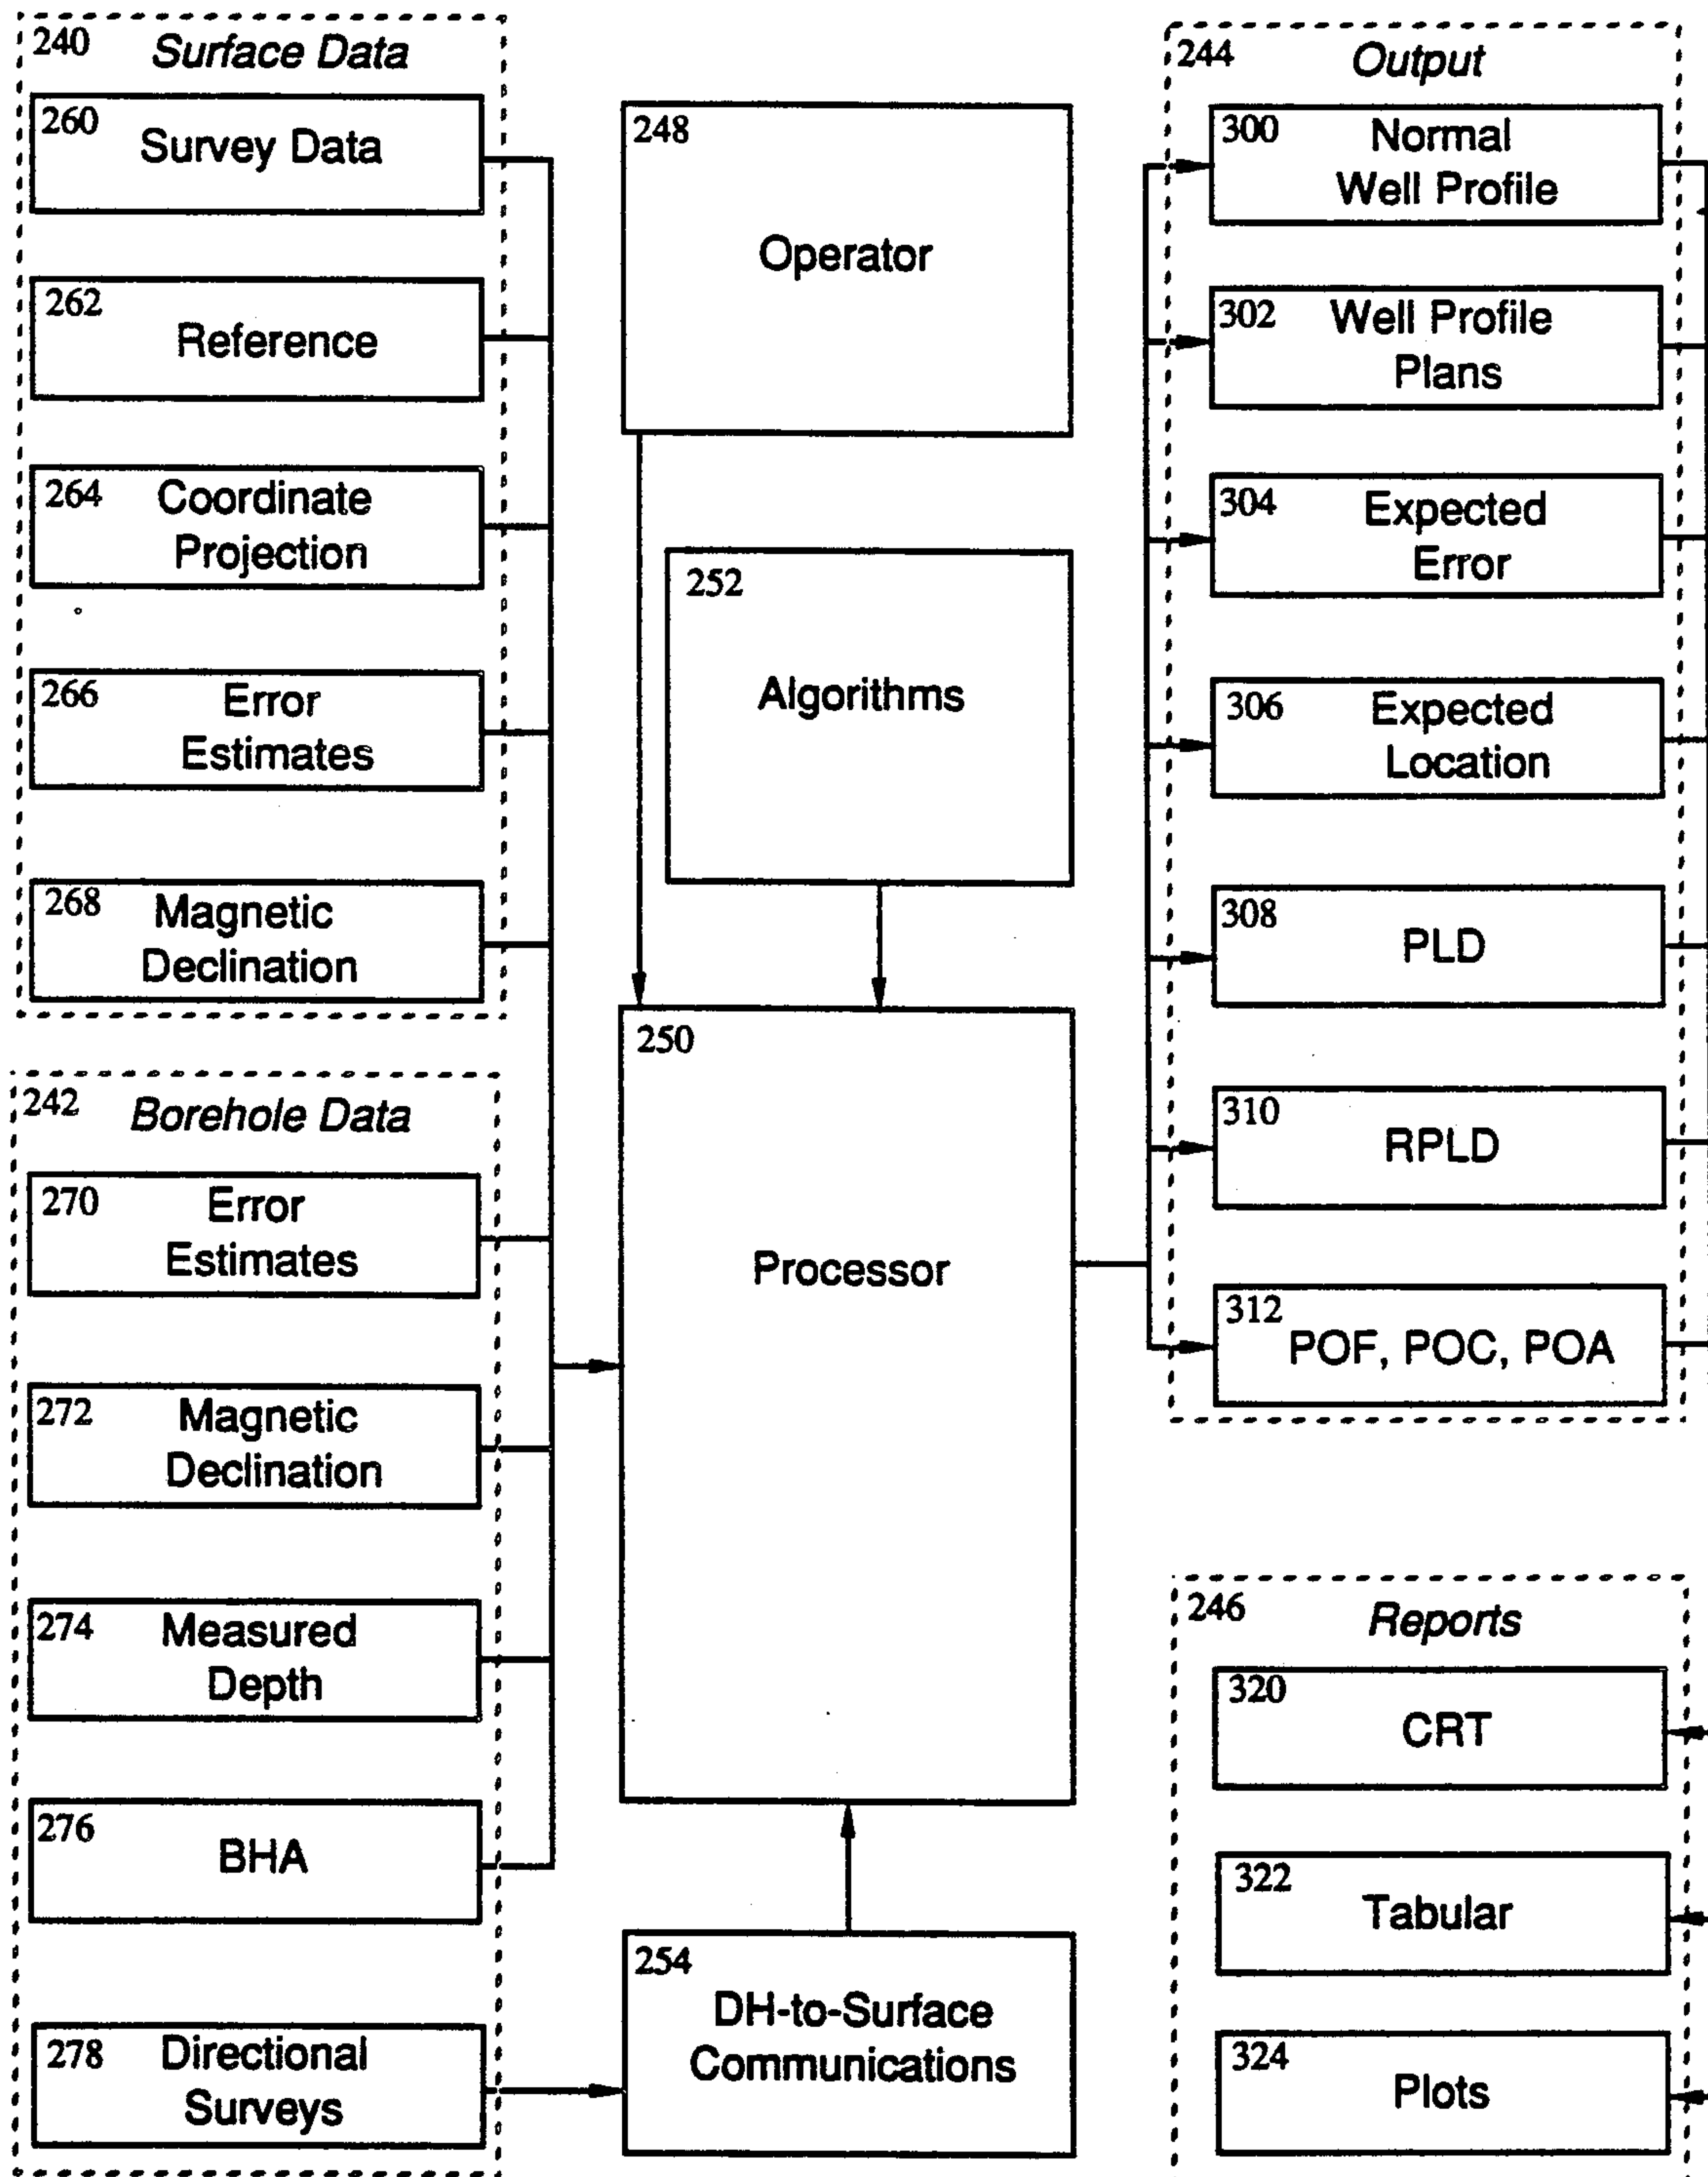 240 Surface Data
260 Survey Data
262 Reference
264 Coordinate
Projection
266 Error
Estimates
268 Magnetic
Declination
242 Borehole Data
270 Error
Estimates
272 Magnetic
Declination
274 Measured
Depth
276 BHA
278 Directional
Surveys
248
Operator
252
Algorithms
250
Processor
254
DH-to-Surface
Communications
244 Output
300 Normal
Well Profile
302 Well Profile
Plans
304 Expected
Error
306 Expected
Location
308 PLD
310 RPLD
312 POF, POC, POA
246 Reports
320 CRT
322 Tabular
324 Plots